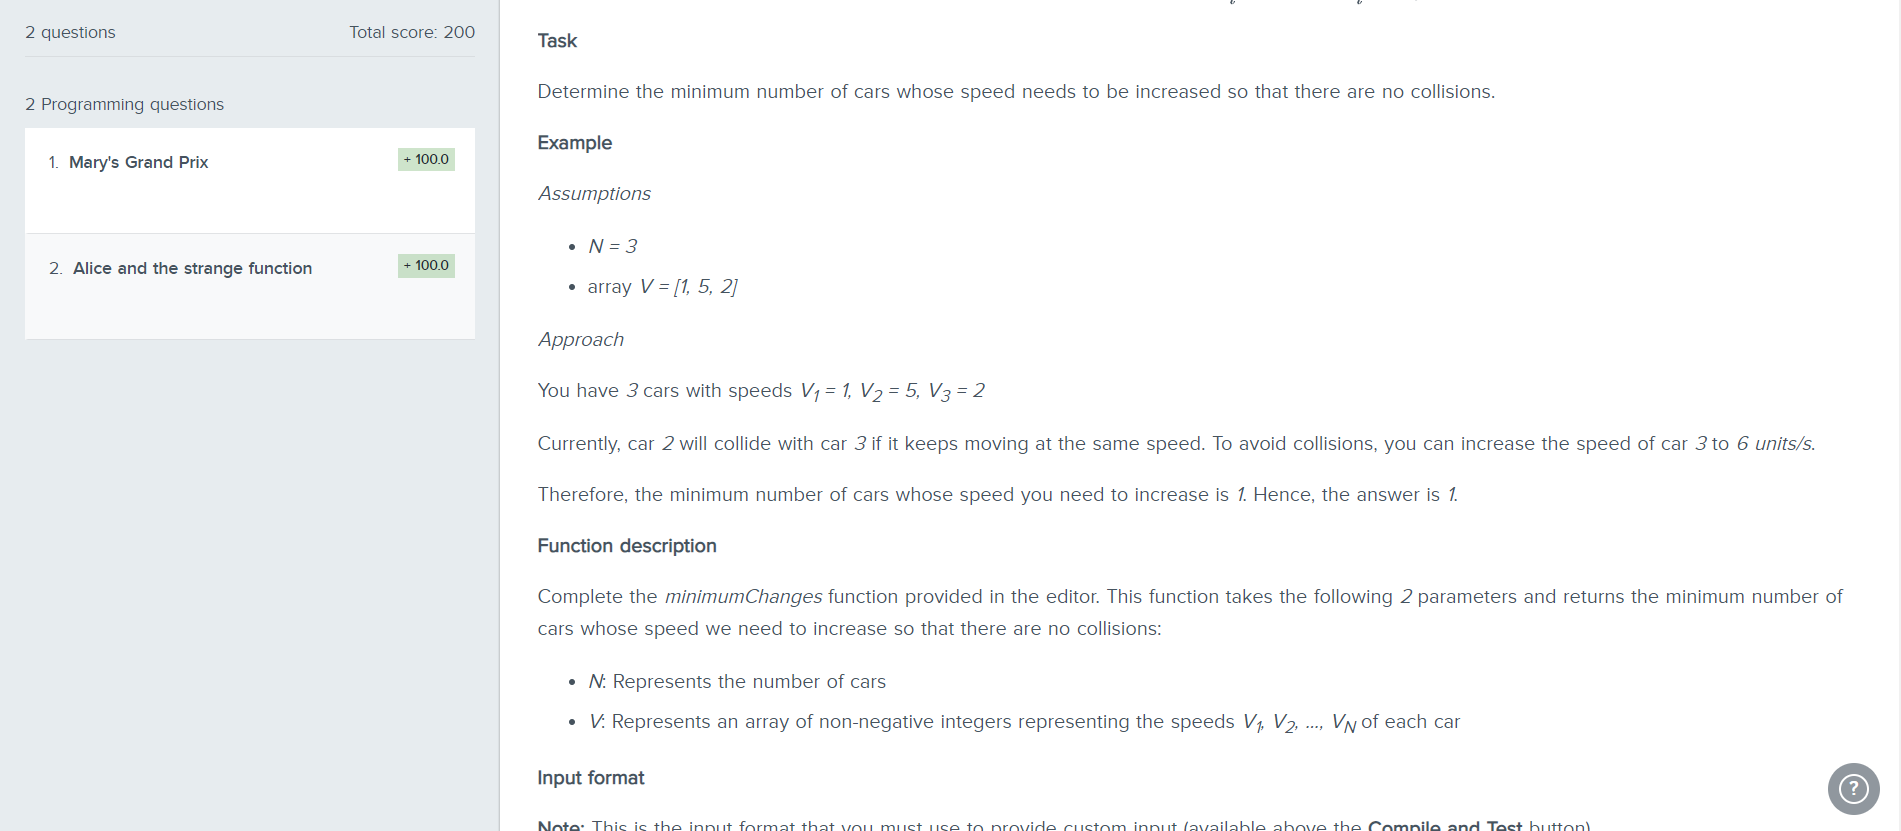 2 questions Total score: 200
2 Programming questions
1. Mary's Grand Prix + 100.0
2. Alice and the strange function + 100.0
Task
Determine the minimum number of cars whose speed needs to be increased so that there are no collisions.
Example
Assumptions
• N = 3
• array V = [1, 5, 2]
Approach
You have 3 cars with speeds V1 = 1, V2 = 5, V3 = 2
Currently, car 2 will collide with car 3 if it keeps moving at the same speed. To avoid collisions, you can increase the speed of car 3 to 6 units/s.
Therefore, the minimum number of cars whose speed you need to increase is 1. Hence, the answer is 1.
Function description
Complete the minimumChanges function provided in the editor. This function takes the following 2 parameters and returns the minimum number of
cars whose speed we need to increase so that there are no collisions:
• N: Represents the number of cars
• V: Represents an array of non-negative integers representing the speeds V1, V2, ..., VN of each car
Input format
Note: This is the input format that you must use to provide custom input (available above the Compile and Test button).
?